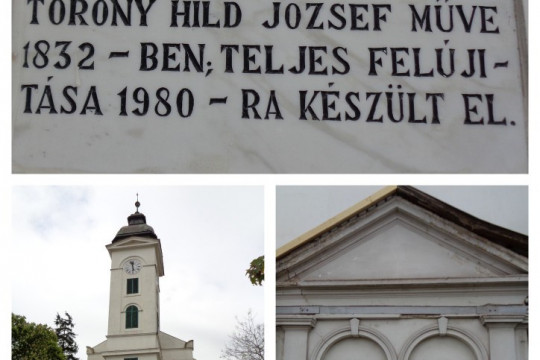 TORONY HILD JÓZSEF MŰVE
1832 – BEN; TELJES FELÚJI-
TÁSA 1980 – RA KÉSZÜLT EL.